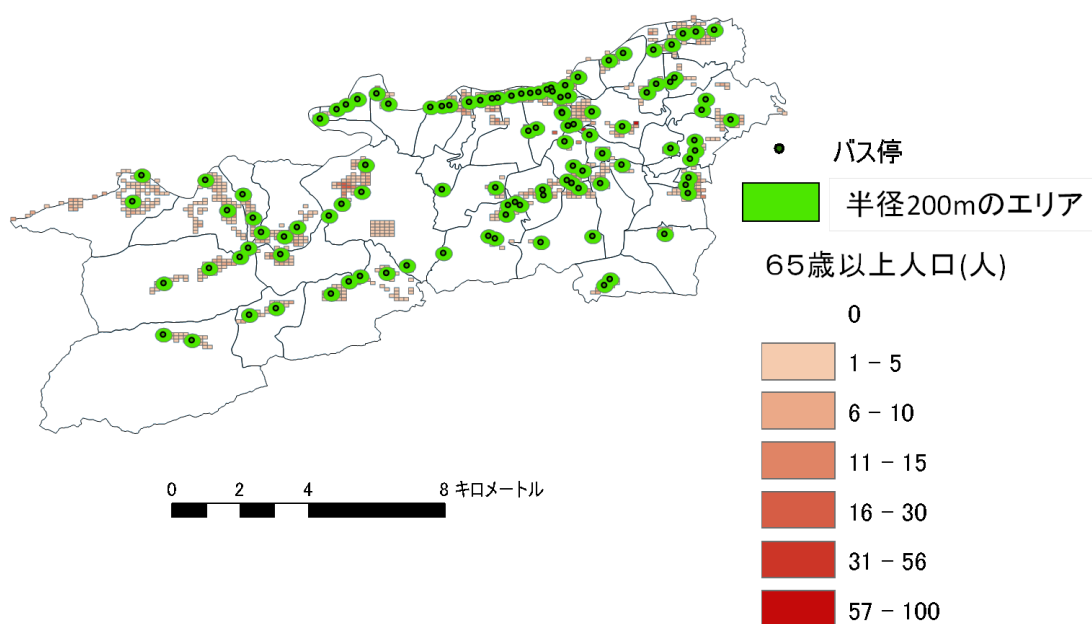 バス停
半径200mのエリア
65歳以上人口(人)
0
1 – 5
6 – 10
11 – 15
16 – 30
31 – 56
57 – 100
0 2 4 8 キロメートル